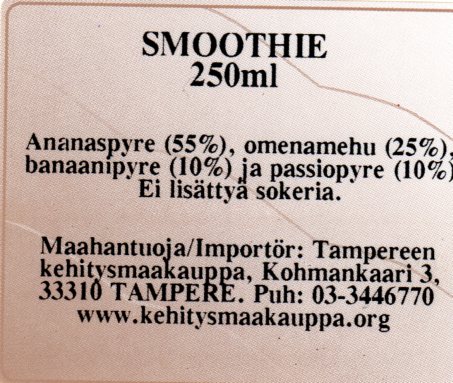 SMOOTHIE
250ml
Ananaspyre (55%), omenamehu (25%),
banaanipyre (10%) ja passiopyre (10%)
Ei lisättyä sokeria.
Maahantuoja/Importör: Tampereen
kehitysmaakauppa, Kohmankaari 3,
33310 TAMPERE. Puh: 03-3446770
www.kehitysmaakauppa.org